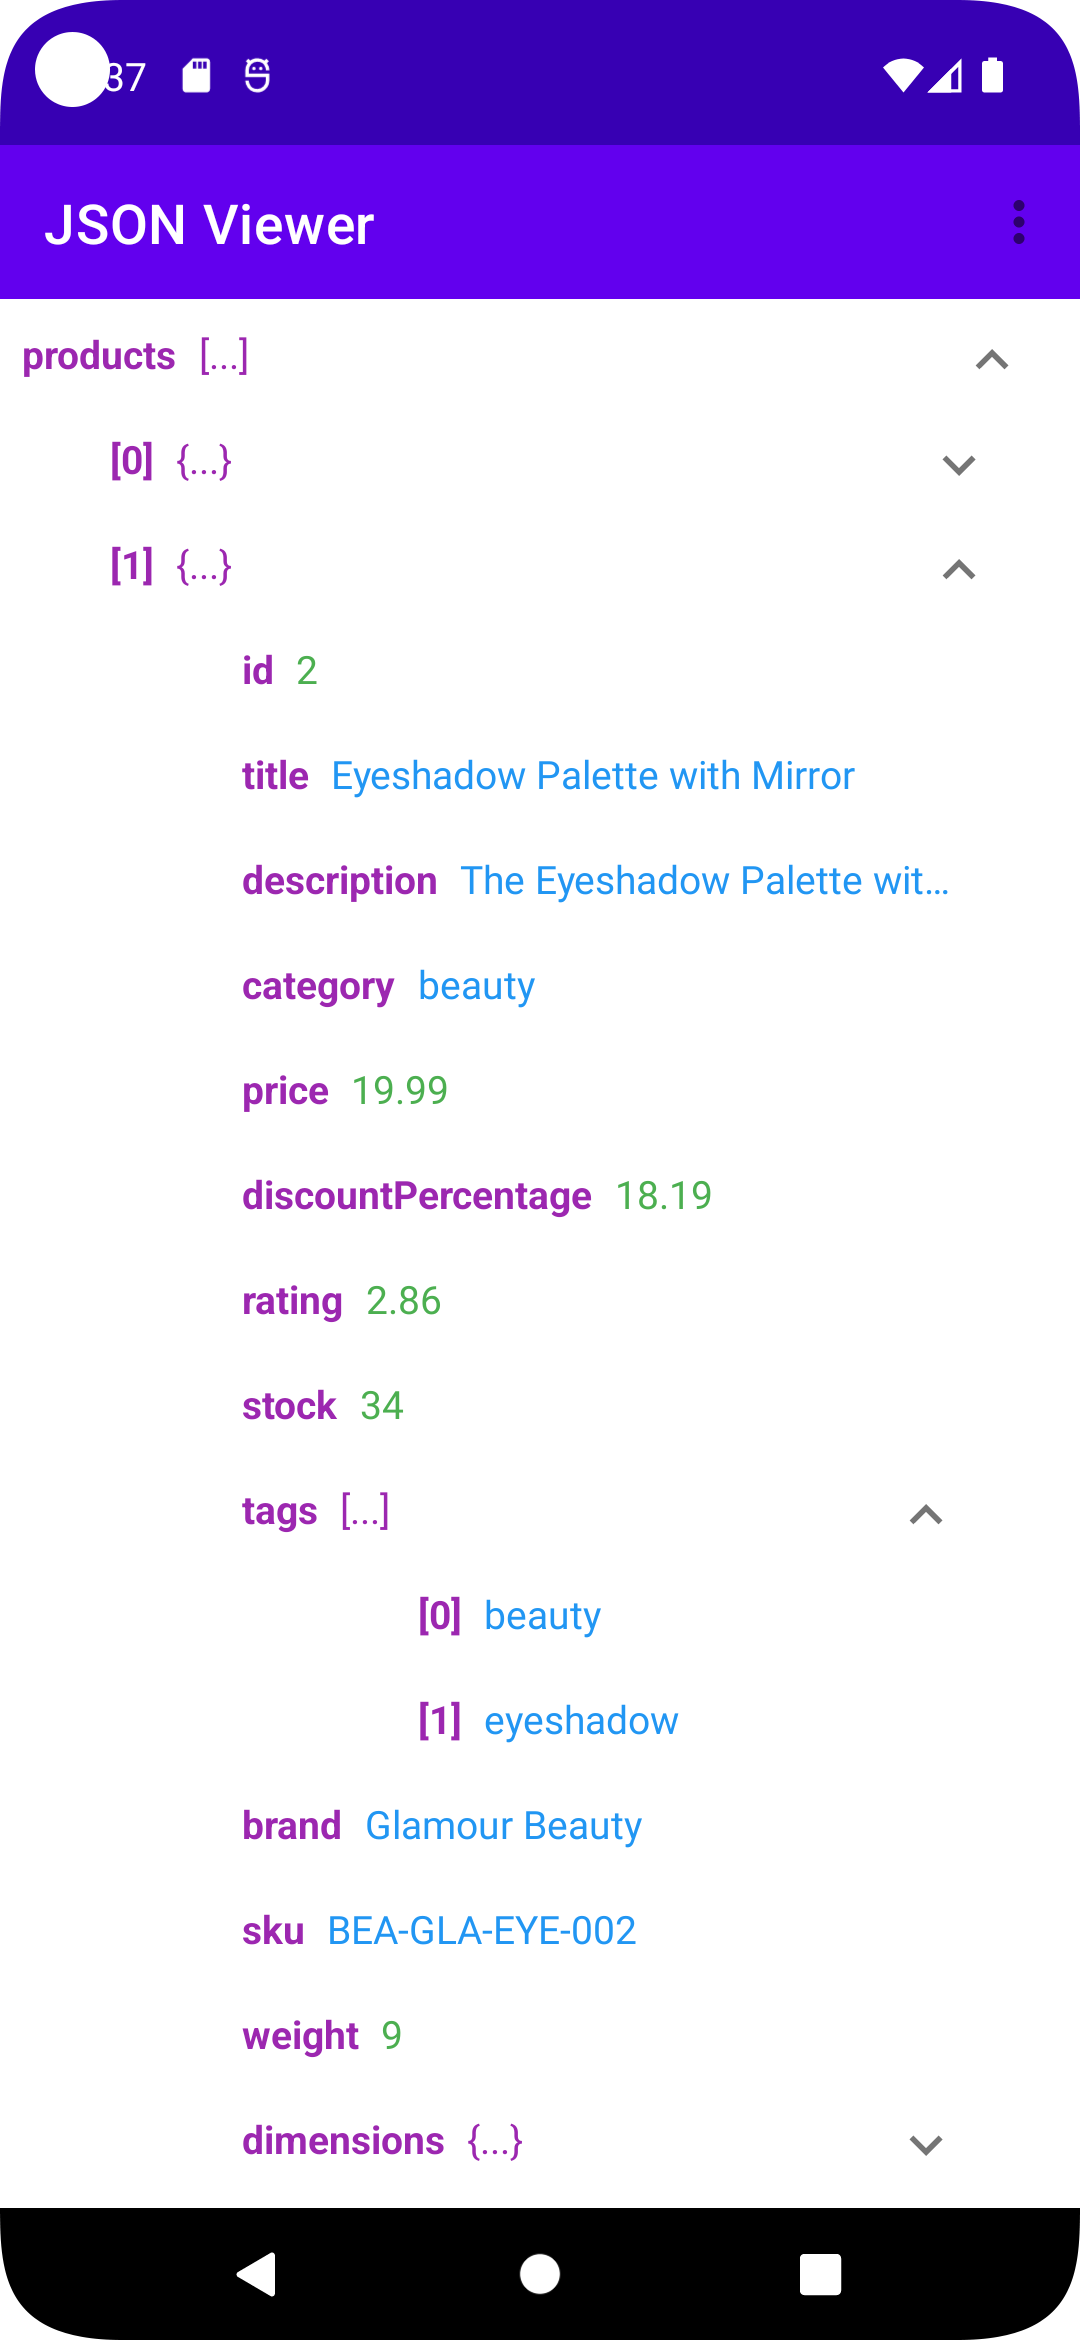 37
JSON Viewer
products [...]
[0] {...}
[1] {...}
id 2
title Eyeshadow Palette with Mirror
description The Eyeshadow Palette wit...
category beauty
price 19.99
discountPercentage 18.19
rating 2.86
stock 34
tags [...]
[0] beauty
[1] eyeshadow
brand Glamour Beauty
sku BEA-GLA-EYE-002
weight 9
dimensions {...}